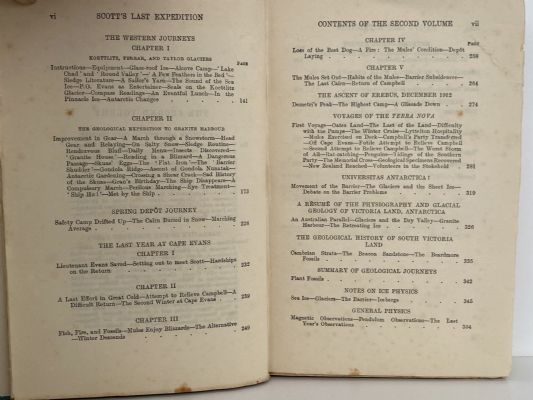 vi SCOTT'S LAST EXPEDITION
THE WESTERN JOURNEYS
CHAPTER I
KOETTLITZ, FERRAR, AND TAYLOR GLACIERS
PAGE
Instructions—Equipment—Glass-roof Ice—Alcove Camp—'Lake
Chad' and 'Round Valley'—'A Few Feathers in the Bed'—
Sledge Literature—A Sailor's Yarn—The Sound of the Sea
Ice—P.O. Evans as Entertainer—Seals on the Koettlitz
Glacier—Compass Readings—An Eventful Lunch—In the
Pinnacle Ice—Antarctic Changes 141
CHAPTER II
THE GEOLOGICAL EXPEDITION TO GRANITE HARBOUR
Improvement in Gear—A March through a Snowstorm—Head
Gear and Relaying—On Salty Snow—Sledge Routine—
Rendezvous Bluff—Daily Menu—Insects Discovered—
'Granite House'—Reading in a Blizzard—A Dangerous
Passage—Skuas' Eggs—The 'Flat Iron'—The 'Barrier
Shudder'—Gondola Ridge—Ascent of Gondola Mountain—
Antarctic Gardening—Crossing a Shear Crack—Sad History
of the Skuas—Gran's Birthday—The Ship Disappears—A
Compulsory March—Perilous Marching—Eye Treatment—
'Ship Ho!'—Met by the Ship 173
SPRING DEPÔT JOURNEY
Safety Camp Drifted Up—The Cairn Buried in Snow—Marching
Average 228
THE LAST YEAR AT CAPE EVANS
CHAPTER I
Lieutenant Evans Saved—Setting out to meet Scott—Hardships
on the Return 232
CHAPTER II
A Last Effort in Great Cold—Attempt to Relieve Campbell—A
Difficult Return—The Second Winter at Cape Evans 239
CHAPTER III
Fish, Fire, and Fossils—Mules Enjoy Blizzards—The Alternative
—Winter Descends 249
CONTENTS OF THE SECOND VOLUME vii
CHAPTER IV
PAGE
Loss of the Best Dog—A Fire: The Mules' Condition—Depôt
Laying 258
CHAPTER V
The Mules Set Out—Habits of the Mules—Barrier Subsidence—
The Last Cairn—Return of Campbell 264
THE ASCENT OF EREBUS, DECEMBER 1912
Demetri's Peak—The Highest Camp—A Glissade Down 274
VOYAGES OF THE TERRA NOVA
First Voyage—Oates Land—The Last of the Land—Difficulty
with the Pumps—The Winter Cruise—Lyttelton Hospitality
—Mules Exercised on Deck—Campbell's Party Transferred
—Off Cape Evans—Futile Attempt to Relieve Campbell
—Second Attempt to Relieve Campbell—The Worst Storm
of All—Rat-catching Penguins—Tidings of the Southern
Party—The Memorial Cross—Geological Specimens Recovered
—New Zealand Reached—Volunteers in the Stokehold 281
UNIVERSITAS ANTARCTICA!
Movement of the Barrier—The Glaciers and the Sheet Ice—
Debate on the Barrier Problems 319
A RÉSUMÉ OF THE PHYSIOGRAPHY AND GLACIAL
GEOLOGY OF VICTORIA LAND, ANTARCTICA
An Australian Parallel—Glaciers and the Dry Valley—Granite
Harbour—The Retreating Ice 326
THE GEOLOGICAL HISTORY OF SOUTH VICTORIA
LAND
Cambrian Strata—The Beacon Sandstone—The Beardmore
Fossils 335
SUMMARY OF GEOLOGICAL JOURNEYS
Plant Fossils 342
NOTES ON ICE PHYSICS
Sea Ice—Glaciers—The Barrier—Icebergs 345
GENERAL PHYSICS
Magnetic Observations—Pendulum Observations—The Last
Year's Observations 354